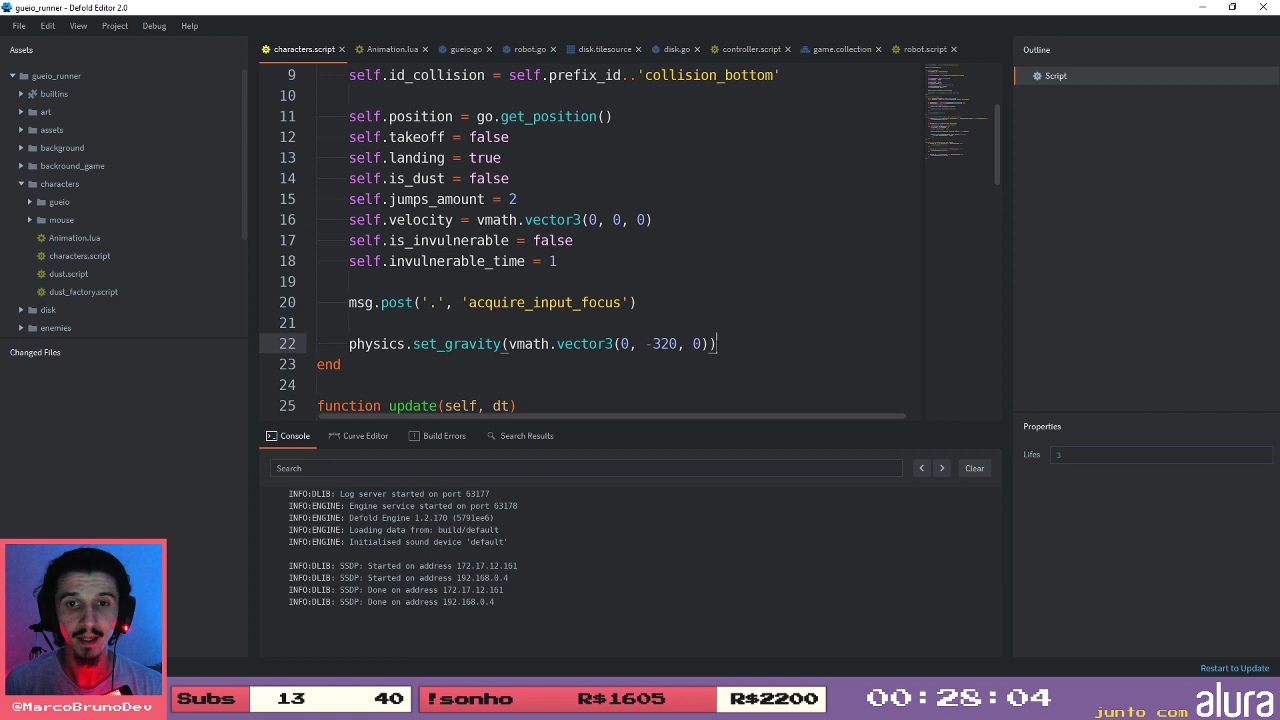 gueio_runner - Defold Editor 2.0
File Edit View Project Debug Help
Assets
gueio_runner
builtins
art
assets
background
backround_game
characters
gueio
mouse
Animation.lua
characters.script
dust.script
dust_factory.script
disk
enemies
Changed Files
characters.script Animation.lua gueio.go robot.go disk.tilesource disk.go controller.script game.collection robot.script
9 self.id_collision = self.prefix_id..'collision_bottom'
10
11 self.position = go.get_position()
12 self.takeoff = false
13 self.landing = true
14 self.is_dust = false
15 self.jumps_amount = 2
16 self.velocity = vmath.vector3(0, 0, 0)
17 self.is_invulnerable = false
18 self.invulnerable_time = 1
19
20 msg.post('.', 'acquire_input_focus')
21
22 physics.set_gravity(vmath.vector3(0, -320, 0))
23 end
24
25 function update(self, dt)
Console Curve Editor Build Errors Search Results
Search
Clear
INFO:DLIB: Log server started on port 63177
INFO:ENGINE: Engine service started on port 63178
INFO:ENGINE: Defold Engine 1.2.170 (5791ee6)
INFO:ENGINE: Loading data from: build/default
INFO:ENGINE: Initialised sound device 'default'
INFO:DLIB: SSDP: Started on address 172.17.12.161
INFO:DLIB: SSDP: Started on address 192.168.0.4
INFO:DLIB: SSDP: Done on address 172.17.12.161
INFO:DLIB: SSDP: Done on address 192.168.0.4
Outline
Script
Properties
Lifes 3
Restart to Update
@MarcoBrunoDev
Subs 13 40 !sonho R$1605 R$2200 00:28:04 junto com alura